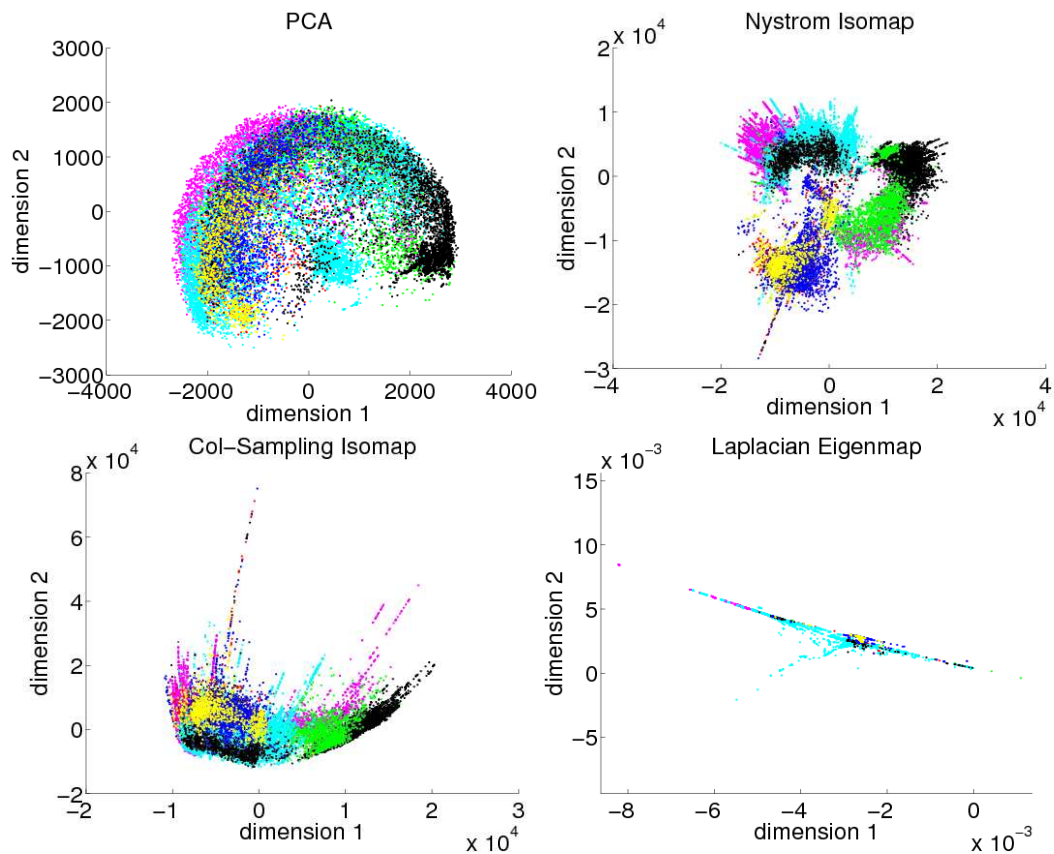 PCA
3000
2000
1000
0
−1000
−2000
−3000
−4000 −2000 0 2000 4000
dimension 1
dimension 2
Nystrom Isomap
x 10^4
2
1
0
−1
−2
−3
−4 −2 0 2 4
dimension 1
x 10^4
dimension 2
Col−Sampling Isomap
x 10^4
8
6
4
2
0
−2
−2 −1 0 1 2 3
dimension 1
x 10^4
dimension 2
Laplacian Eigenmap
x 10^−3
15
10
5
0
−5
−8 −6 −4 −2 0
dimension 1
x 10^−3
dimension 2